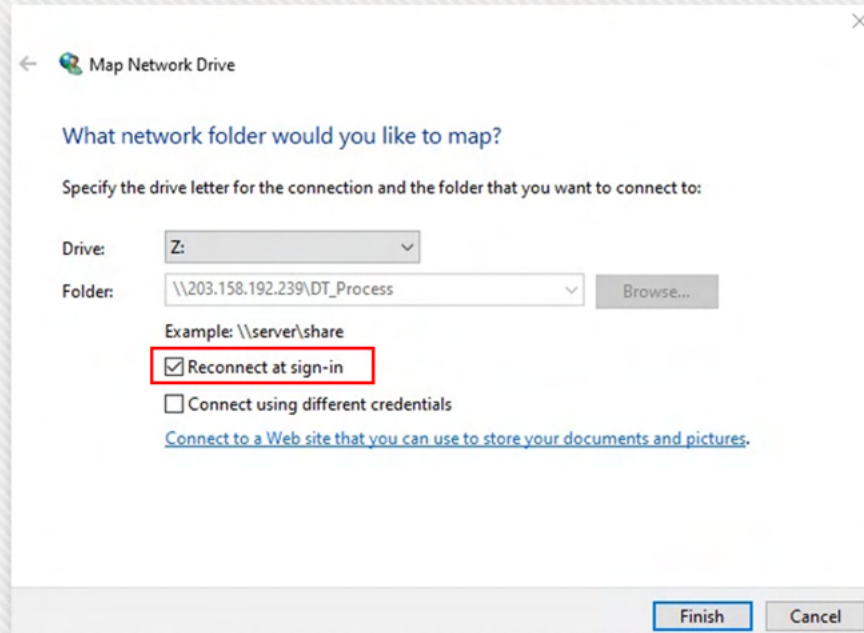 Map Network Drive
What network folder would you like to map?
Specify the drive letter for the connection and the folder that you want to connect to:
Drive: Z:
Folder: \\203.158.192.239\DT_Process Browse...
Example: \\server\share
Reconnect at sign-in
Connect using different credentials
Connect to a Web site that you can use to store your documents and pictures.
Finish Cancel